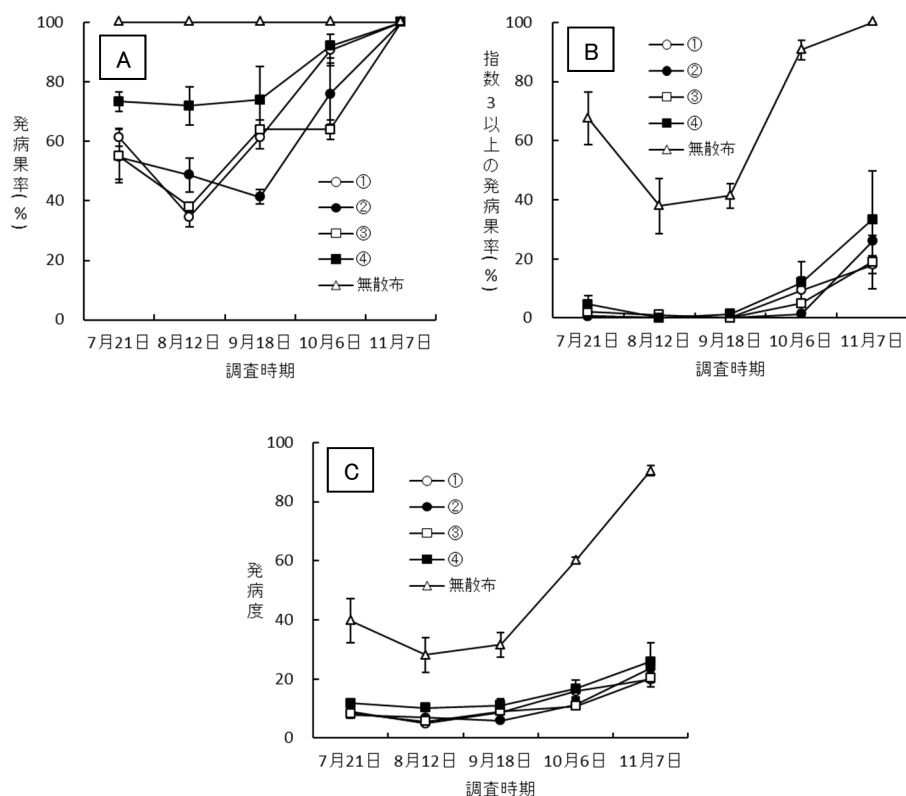 A
発病果率(%)
100
80
60
40
20
0
①
②
③
④
無散布
7月21日 8月12日 9月18日 10月6日 11月7日
調査時期
B
指数3以上の発病果率(%)
100
80
60
40
20
0
①
②
③
④
無散布
7月21日 8月12日 9月18日 10月6日 11月7日
調査時期
C
発病度
100
80
60
40
20
0
①
②
③
④
無散布
7月21日 8月12日 9月18日 10月6日 11月7日
調査時期